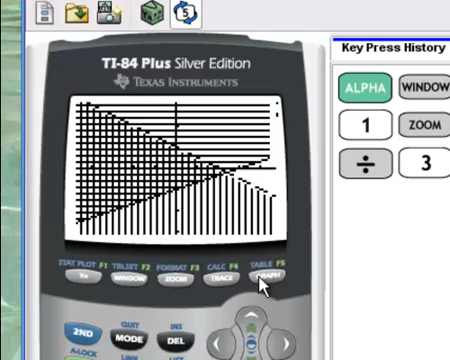 5
TI-84 Plus Silver Edition
TEXAS INSTRUMENTS
Key Press History
ALPHA WINDOW
1 ZOOM
÷ 3
STAT PLOT F1 TBLSET F2 FORMAT F3 CALC F4 TABLE F5
Y= WINDOW ZOOM TRACE GRAPH
QUIT INS
2ND MODE DEL
A-LOCK